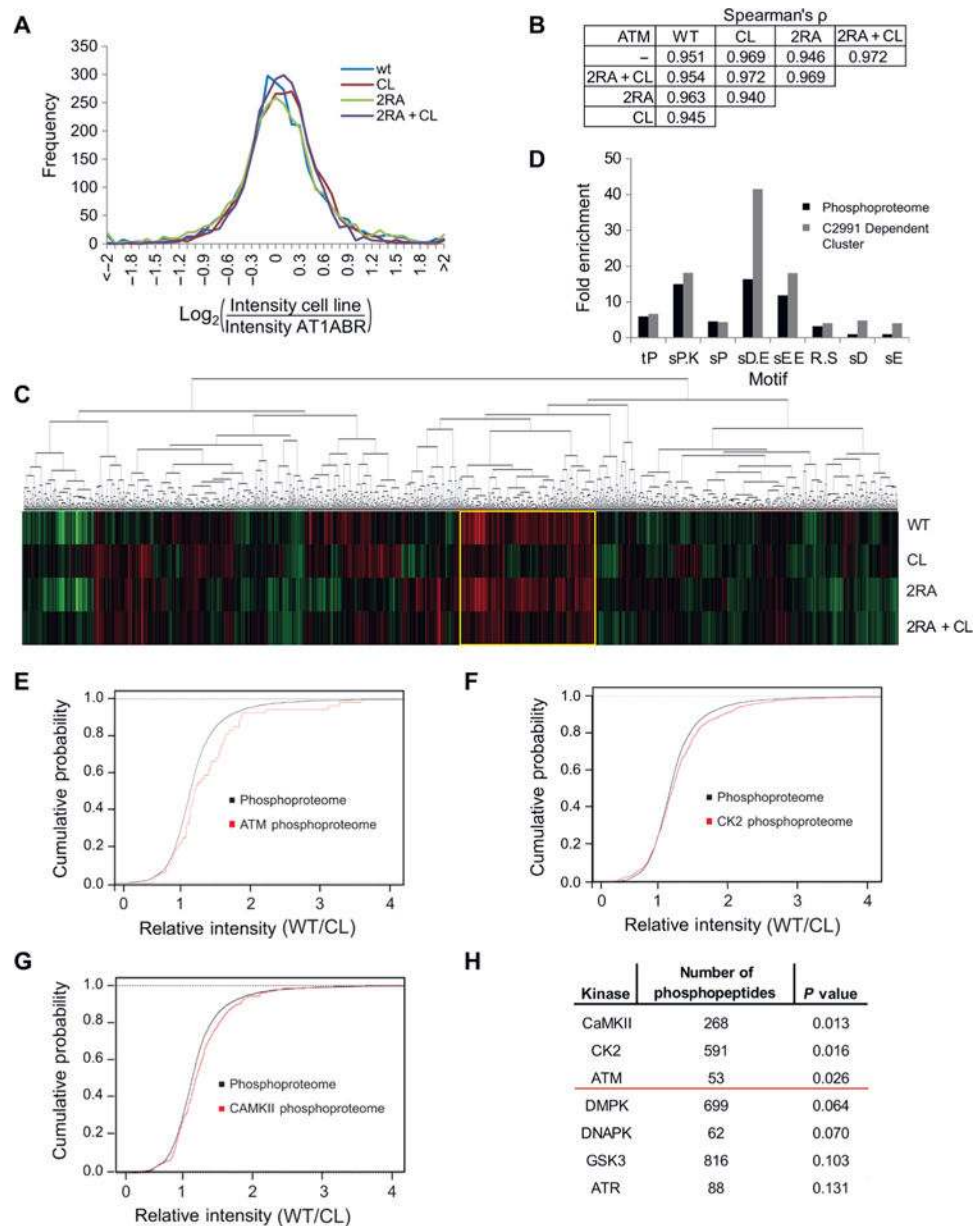 A
350
300
250
200
150
100
50
0
Frequency
wt
CL
2RA
2RA + CL
<-2
-1.8
-1.5
-1.2
-0.9
-0.6
-0.3
0
0.3
0.6
0.9
1.2
1.5
1.8
>2
Log2(Intensity cell line / Intensity AT1ABR)
B
Spearman's ρ
ATM WT CL 2RA 2RA + CL
– 0.951 0.969 0.946 0.972
2RA + CL 0.954 0.972 0.969
2RA 0.963 0.940
CL 0.945
D
50
40
30
20
10
0
Fold enrichment
Phosphoproteome
C2991 Dependent
Cluster
tP sP.K sP sD.E sE.E R.S sD sE
Motif
C
WT
CL
2RA
2RA + CL
E
1.0
0.8
0.6
0.4
0.2
0.0
Cumulative probability
Phosphoproteome
ATM phosphoproteome
0 1 2 3 4
Relative intensity (WT/CL)
F
1.0
0.8
0.6
0.4
0.2
0.0
Cumulative probability
Phosphoproteome
CK2 phosphoproteome
0 1 2 3 4
Relative intensity (WT/CL)
G
1.0
0.8
0.6
0.4
0.2
0.0
Cumulative probability
Phosphoproteome
CAMKII phosphoproteome
0 1 2 3 4
Relative intensity (WT/CL)
H
Kinase Number of phosphopeptides P value
CaMKII 268 0.013
CK2 591 0.016
ATM 53 0.026
DMPK 699 0.064
DNAPK 62 0.070
GSK3 816 0.103
ATR 88 0.131